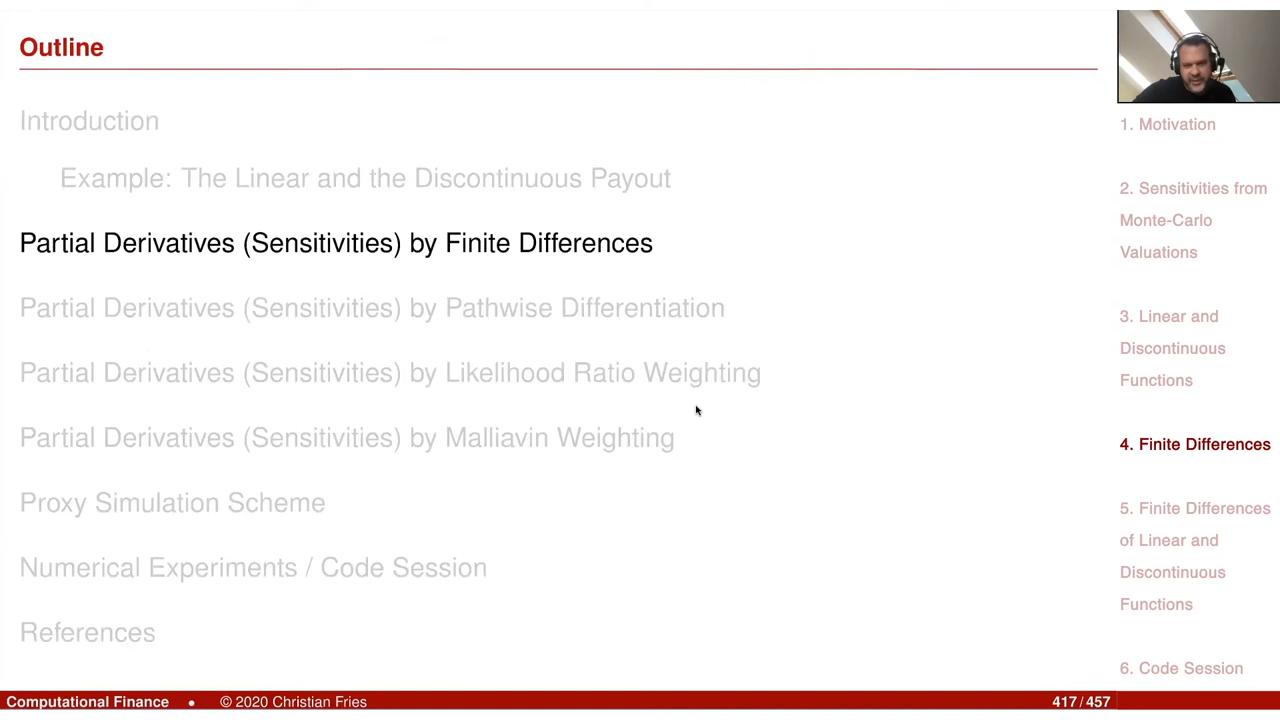 Outline
Introduction
Example: The Linear and the Discontinuous Payout
Partial Derivatives (Sensitivities) by Finite Differences
Partial Derivatives (Sensitivities) by Pathwise Differentiation
Partial Derivatives (Sensitivities) by Likelihood Ratio Weighting
Partial Derivatives (Sensitivities) by Malliavin Weighting
Proxy Simulation Scheme
Numerical Experiments / Code Session
References
1. Motivation
2. Sensitivities from
Monte-Carlo
Valuations
3. Linear and
Discontinuous
Functions
4. Finite Differences
5. Finite Differences
of Linear and
Discontinuous
Functions
6. Code Session
Computational Finance • © 2020 Christian Fries 417 / 457